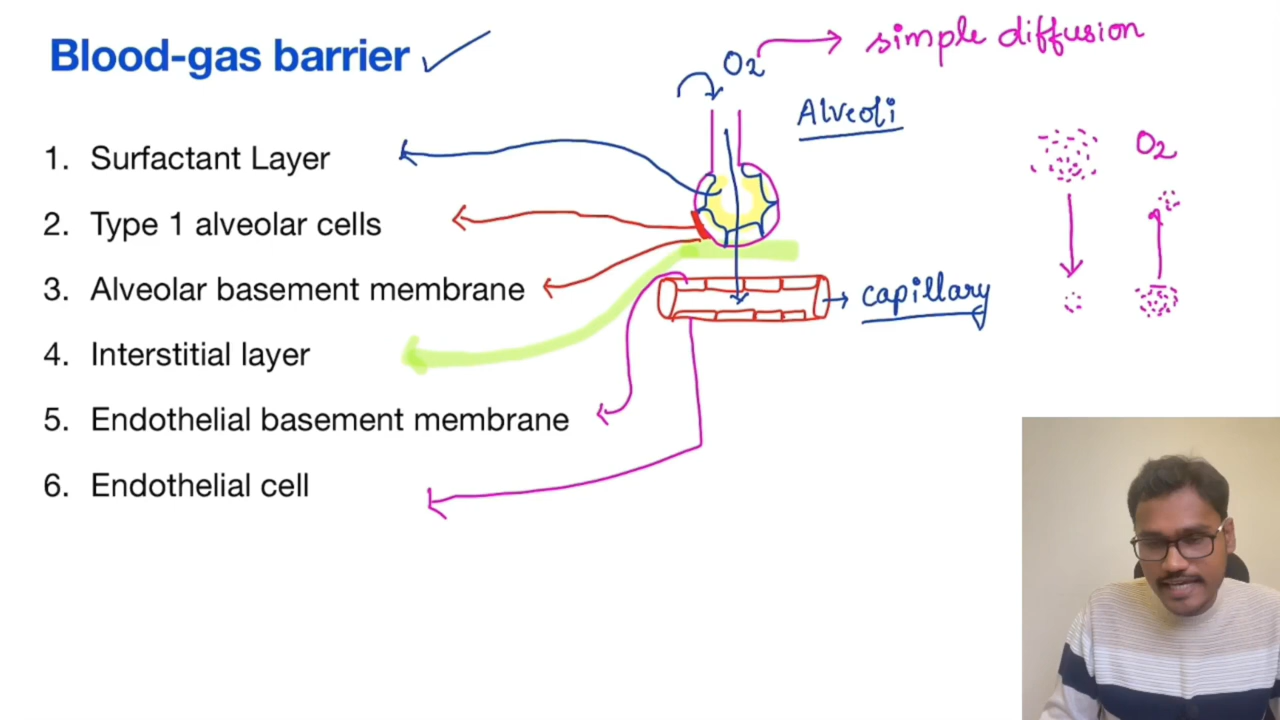 Blood-gas barrier
O2 simple diffusion
Alveoli
O2
1. Surfactant Layer
2. Type 1 alveolar cells
3. Alveolar basement membrane
capillary
4. Interstitial layer
5. Endothelial basement membrane
6. Endothelial cell